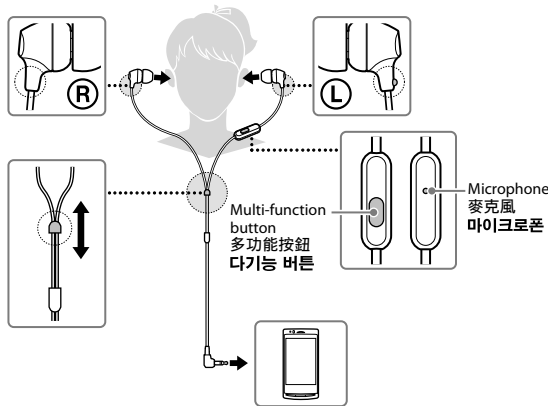 R
L
Multi-function
button
多功能按鈕
다기능 버튼
Microphone
麥克風
마이크로폰